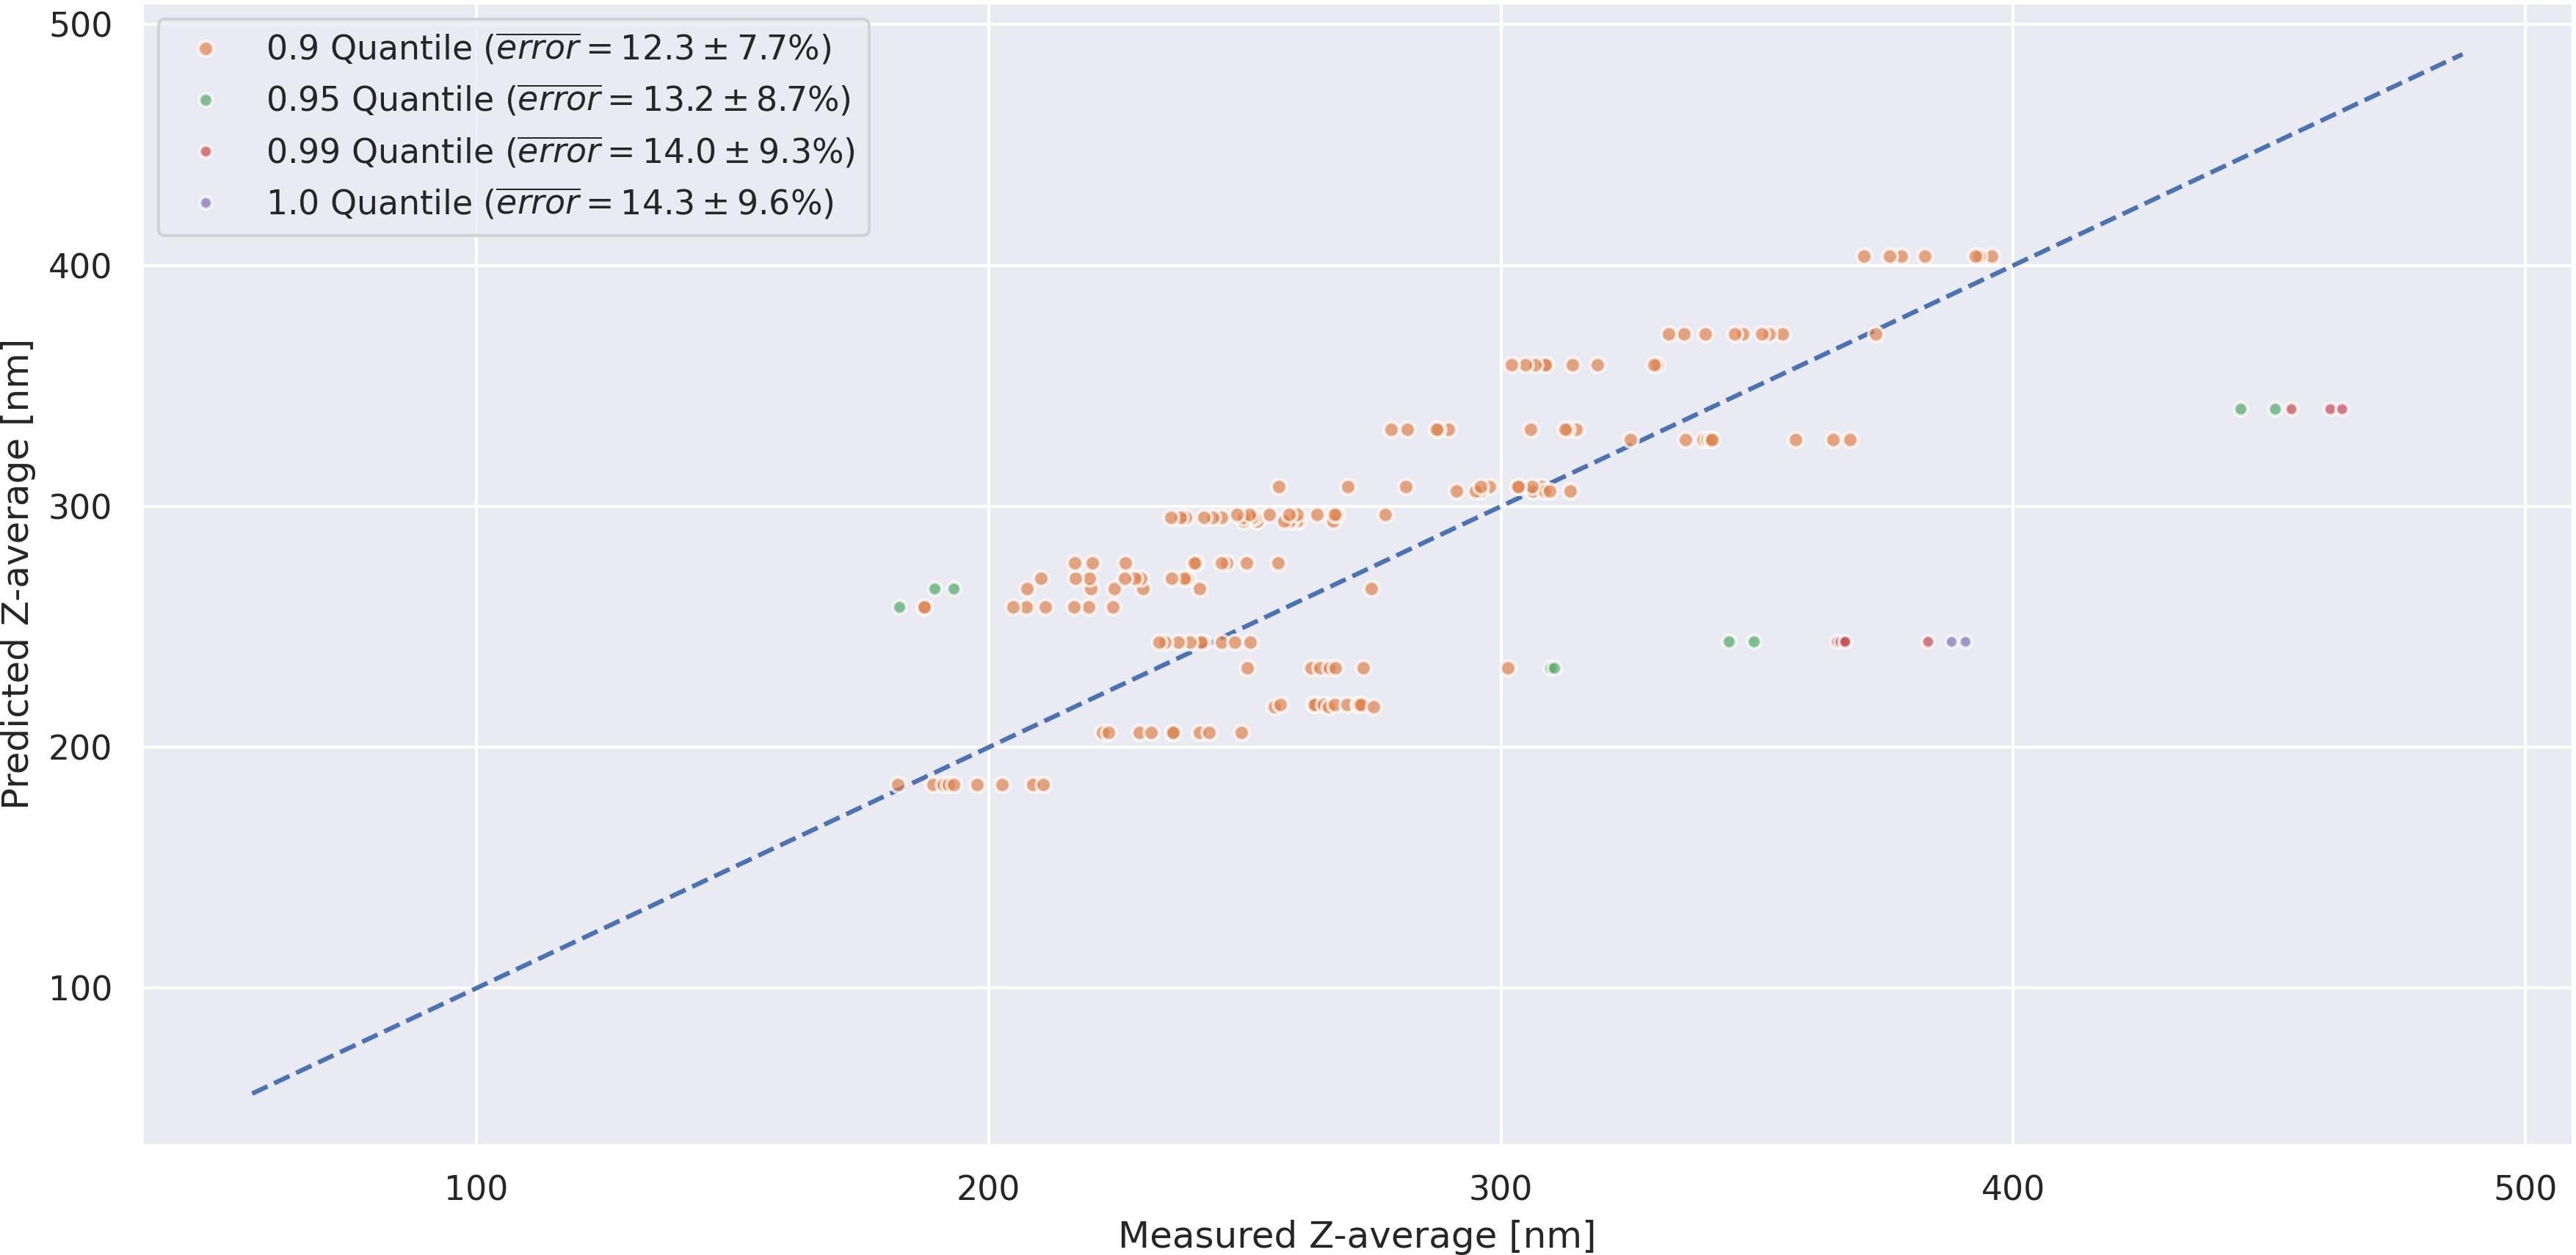 0.9 Quantile (error = 12.3 ± 7.7%)
0.95 Quantile (error = 13.2 ± 8.7%)
0.99 Quantile (error = 14.0 ± 9.3%)
1.0 Quantile (error = 14.3 ± 9.6%)
500
400
300
200
100
Predicted Z-average [nm]
100 200 300 400 500
Measured Z-average [nm]